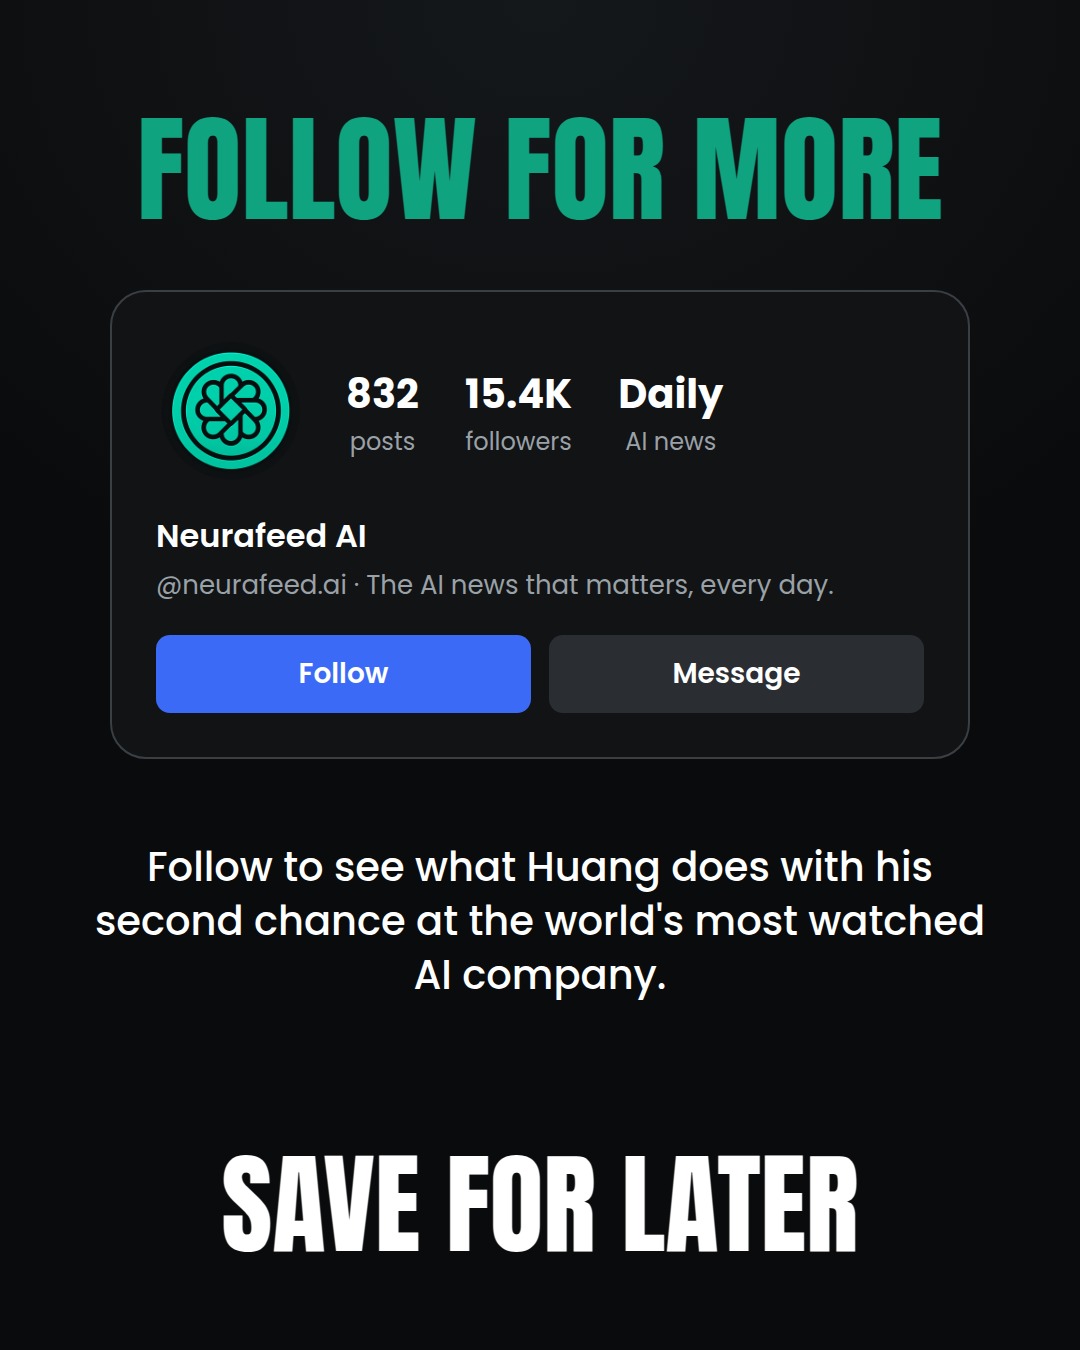 FOLLOW FOR MORE
832 15.4K Daily
posts followers AI news
Neurafeed AI
@neurafeed.ai · The AI news that matters, every day.
Follow Message
Follow to see what Huang does with his
second chance at the world's most watched
AI company.
SAVE FOR LATER